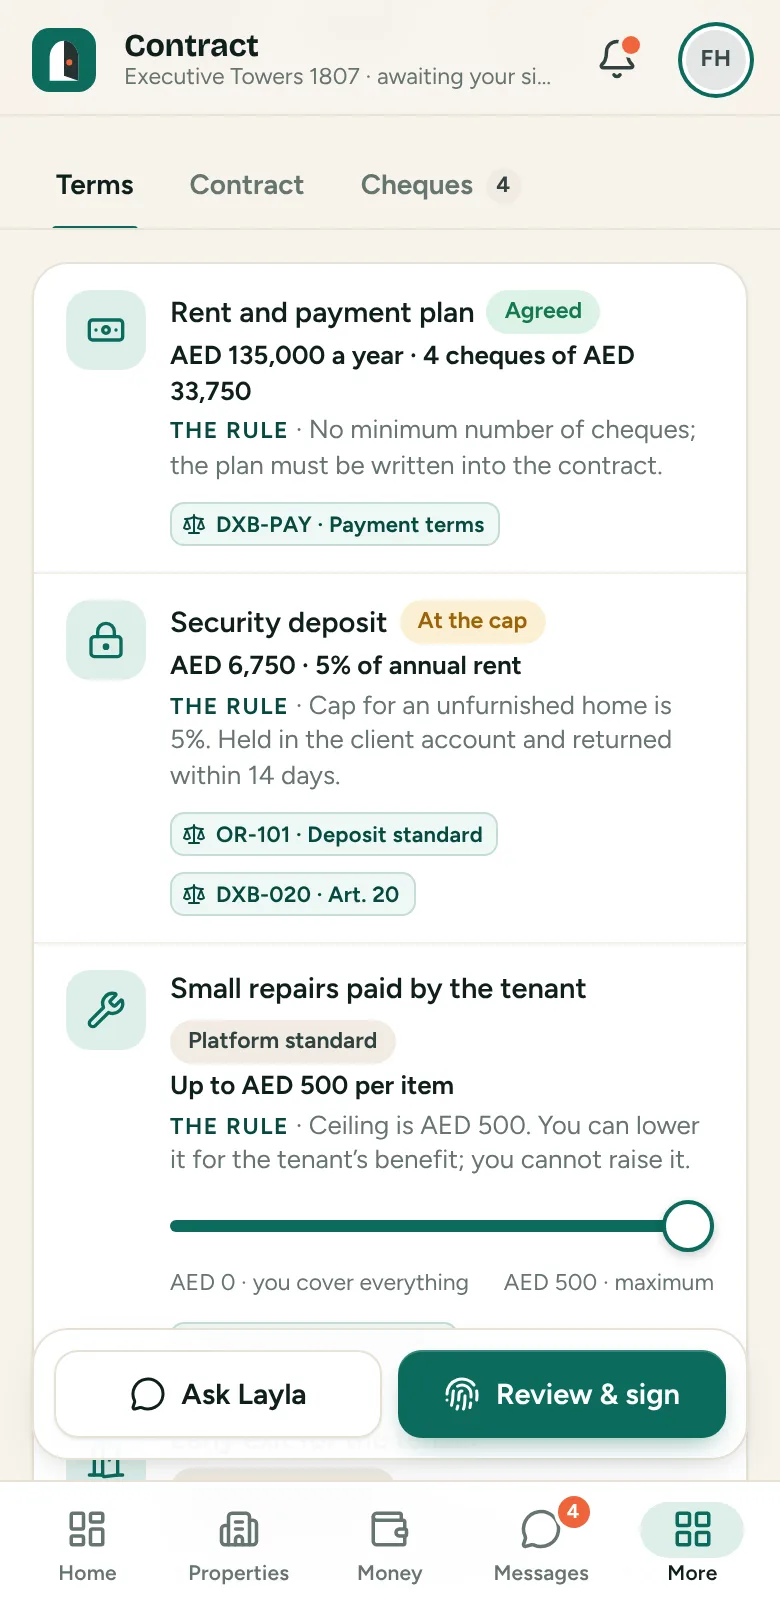 Contract
Executive Towers 1807 · awaiting your si...
FH
Terms
Contract
Cheques 4
Rent and payment plan Agreed
AED 135,000 a year · 4 cheques of AED
33,750
THE RULE · No minimum number of cheques;
the plan must be written into the contract.
DXB-PAY · Payment terms
Security deposit At the cap
AED 6,750 · 5% of annual rent
THE RULE · Cap for an unfurnished home is
5%. Held in the client account and returned
within 14 days.
OR-101 · Deposit standard
DXB-020 · Art. 20
Small repairs paid by the tenant
Platform standard
Up to AED 500 per item
THE RULE · Ceiling is AED 500. You can lower
it for the tenant’s benefit; you cannot raise it.
AED 0 · you cover everything
AED 500 · maximum
Ask Layla
Review & sign
4
Home
Properties
Money
Messages
More